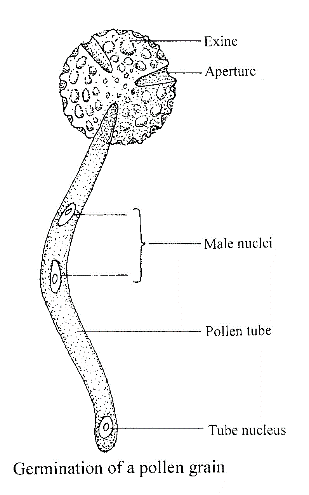 Exine
Aperture
Male nuclei
Pollen tube
Tube nucleus
Germination of a pollen grain